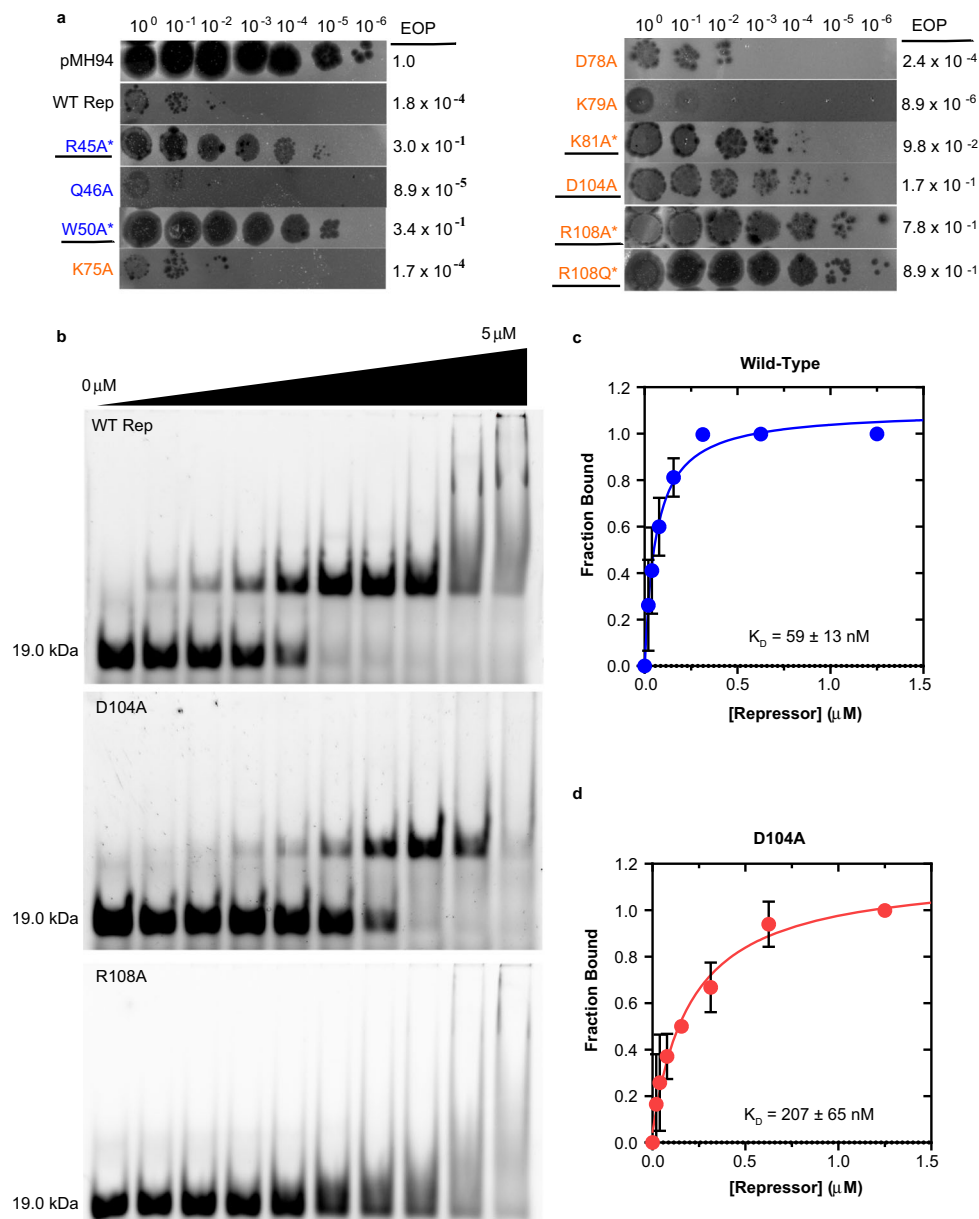 a
10⁰ 10⁻¹ 10⁻² 10⁻³ 10⁻⁴ 10⁻⁵ 10⁻⁶ EOP
pMH94 1.0
WT Rep 1.8 x 10⁻⁴
R45A* 3.0 x 10⁻¹
Q46A 8.9 x 10⁻⁵
W50A* 3.4 x 10⁻¹
K75A 1.7 x 10⁻⁴
10⁰ 10⁻¹ 10⁻² 10⁻³ 10⁻⁴ 10⁻⁵ 10⁻⁶ EOP
D78A 2.4 x 10⁻⁴
K79A 8.9 x 10⁻⁶
K81A* 9.8 x 10⁻²
D104A 1.7 x 10⁻¹
R108A* 7.8 x 10⁻¹
R108Q* 8.9 x 10⁻¹
b
0 μM
5 μM
WT Rep
19.0 kDa
D104A
19.0 kDa
R108A
19.0 kDa
c
Wild-Type
Fraction Bound
1.2
1.0
0.8
0.6
0.4
0.2
0.0
K_D = 59 ± 13 nM
0.0 0.5 1.0 1.5
[Repressor] (μM)
d
D104A
Fraction Bound
1.2
1.0
0.8
0.6
0.4
0.2
0.0
K_D = 207 ± 65 nM
0.0 0.5 1.0 1.5
[Repressor] (μM)